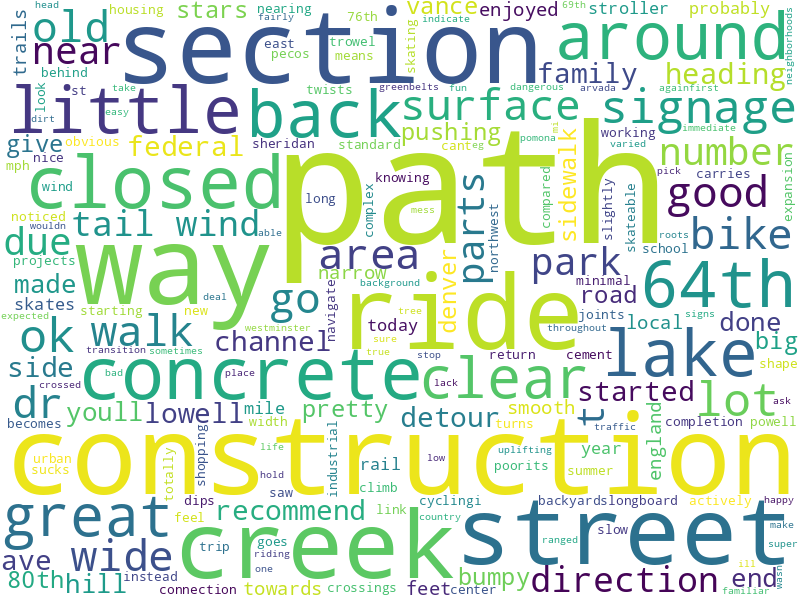 head fairly 69th
trails housing nearing 76th vance enjoyed stroller probably
old stars section skating around
near behind east pecos trowel means greenbelts twists family indicate heading neighborhoods
look st little back surface fun dangerous arvada againfirst signage
dirt take easy sheridan standard pushing canteg pomona working immediate
give obvious federal path mi varied number
mph nice closed long complex knowing sidewalk carries pick good
wind able mess parts compared slightly skateable roots expansion
noticed tail wind area northwest school bike
due wouldn projects way narrow denver park
made starting new background minimal 64th
skates deal go navigate ride road joints
expected westminster tree today throughout signs
ok transition sometimes walk channel true sure local done
side bad place stop return cement lake big
crossed concrete lack clear shape
dr started lot ask
youll lowell mile pretty detour smooth t traffic completion powell
becomes width turns england
urban sucks totally shopping life construction low uplifting year
industrial rail poorits summer
feel dips hold saw climb link cyclingi backyards longboard actively happy
great recommend country slow make
creek street ranged super
ave wide trip goes riding
instead one bumpy direction end ill wasn
80th hill connection towards crossings feet center familiar